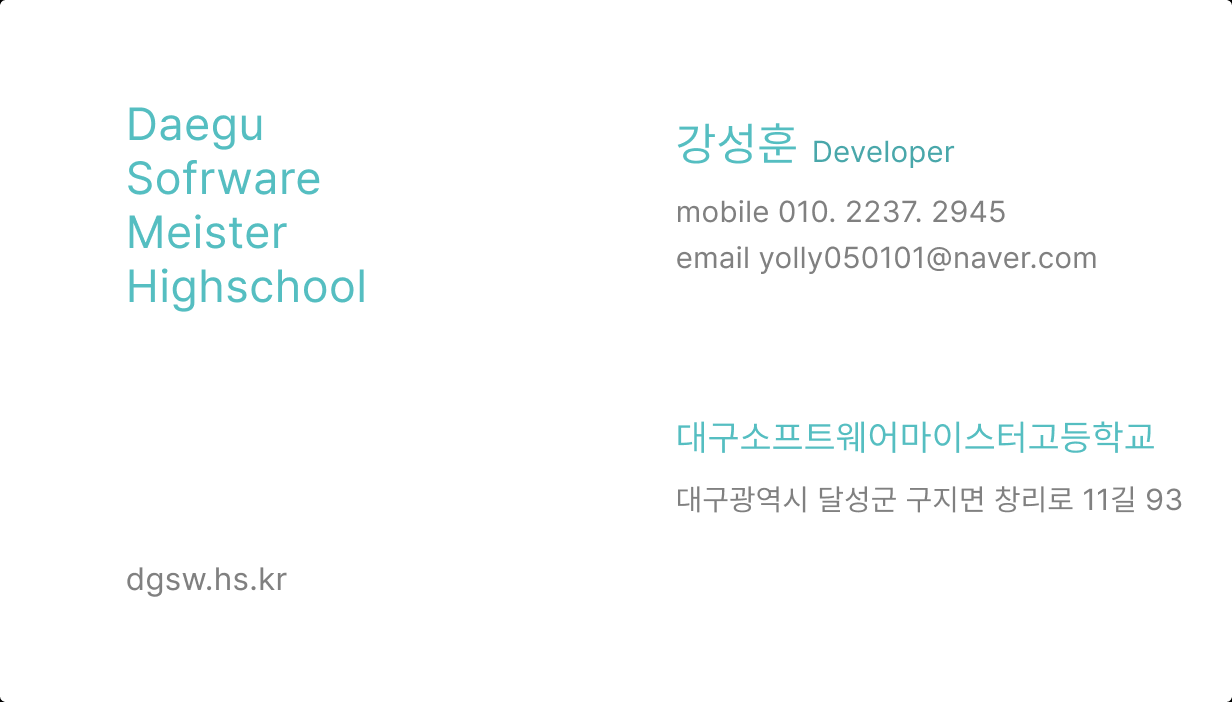 Daegu
Sofrware
Meister
Highschool
dgsw.hs.kr
강성훈 Developer
mobile 010. 2237. 2945
email yolly050101@naver.com
대구소프트웨어마이스터고등학교
대구광역시 달성군 구지면 창리로 11길 93